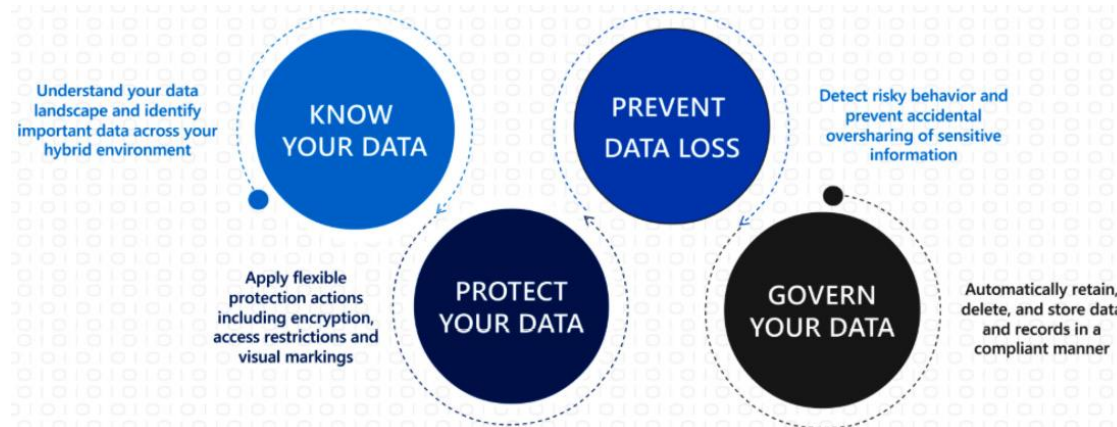 Understand your data
landscape and identify
important data across your
hybrid environment
KNOW
YOUR DATA
Apply flexible
protection actions
including encryption,
access restrictions and
visual markings
PROTECT
YOUR DATA
PREVENT
DATA LOSS
Detect risky behavior and
prevent accidental
oversharing of sensitive
information
GOVERN
YOUR DATA
Automatically retain,
delete, and store data
and records in a
compliant manner